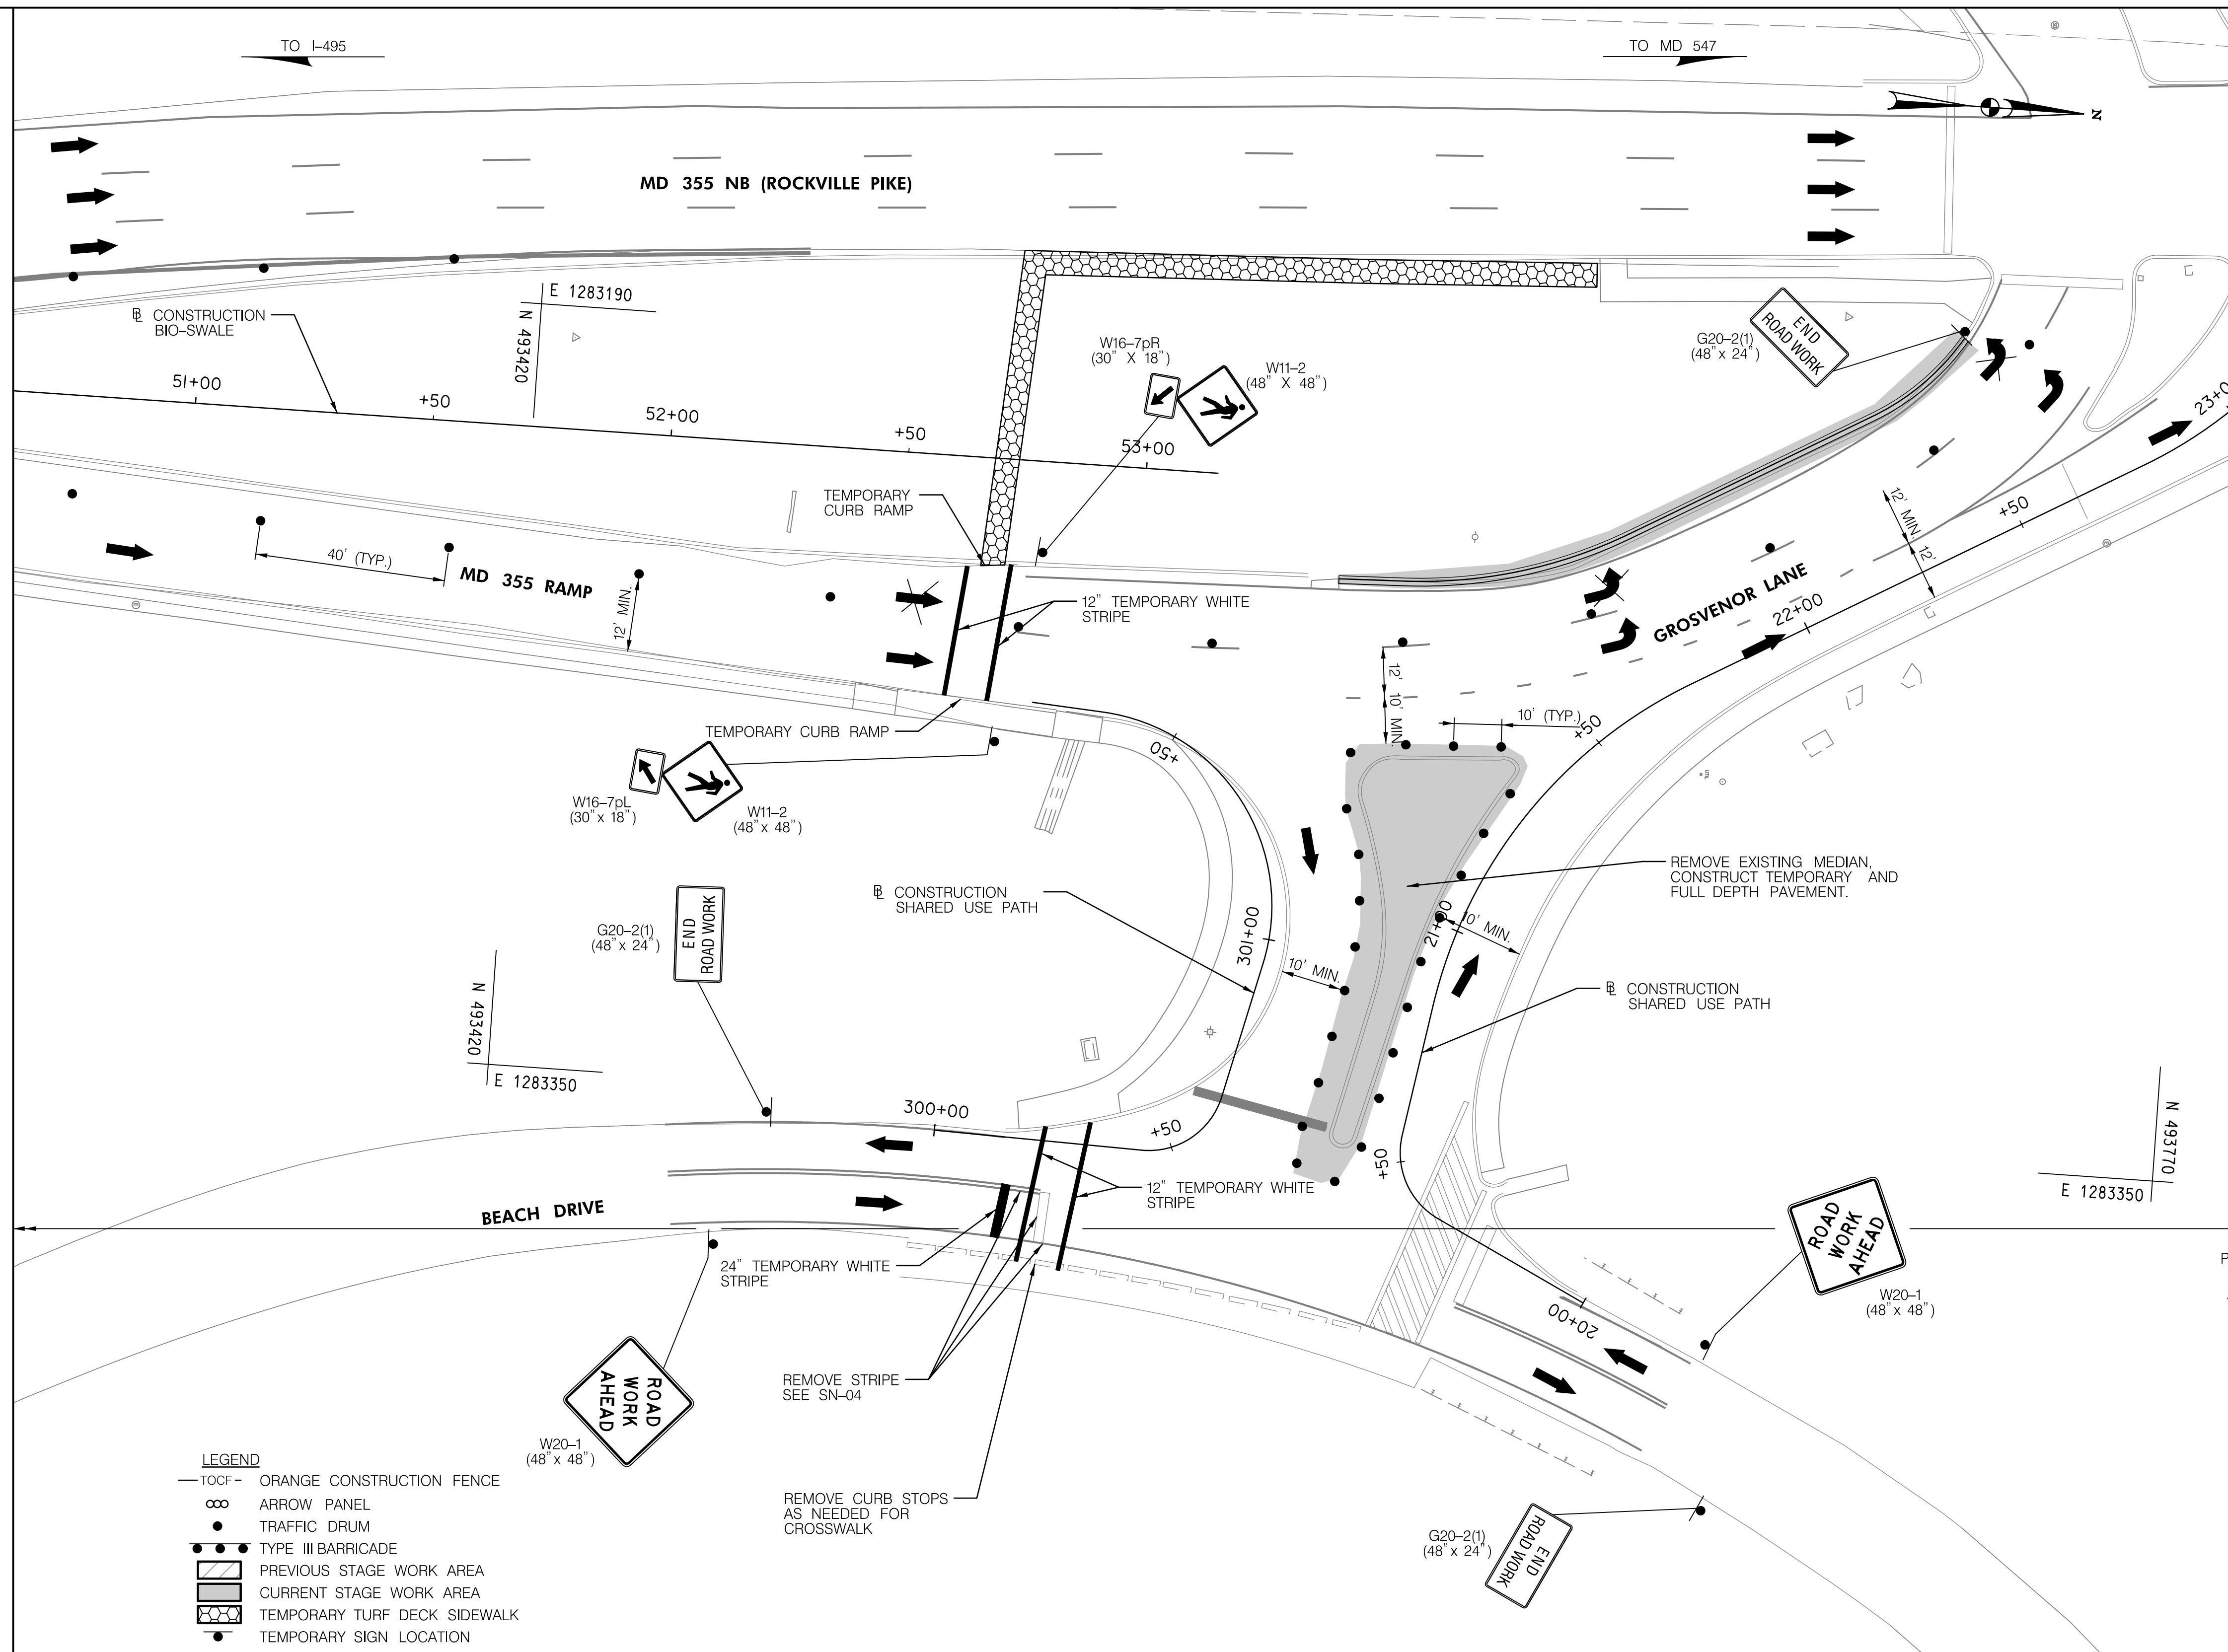 TO I-495
TO MD 547
N
MD 355 NB (ROCKVILLE PIKE)
E 1283190
N 493420
℄ CONSTRUCTION
BIO-SWALE
51+00
+50
52+00
+50
53+00
W16-7pR
(30" X 18")
W11-2
(48" X 48")
G20-2(1)
(48" x 24")
END
ROAD WORK
23+0
TEMPORARY
CURB RAMP
40' (TYP.)
MD 355 RAMP
12' MIN.
12" TEMPORARY WHITE
STRIPE
12' MIN.
12'
+50
GROSVENOR LANE
22+00
12'
10' MIN.
10' (TYP.)
+50
TEMPORARY CURB RAMP
+50
W16-7pL
(30" x 18")
W11-2
(48" x 48")
REMOVE EXISTING MEDIAN,
CONSTRUCT TEMPORARY AND
FULL DEPTH PAVEMENT.
℄ CONSTRUCTION
SHARED USE PATH
G20-2(1)
(48" x 24")
END
ROAD WORK
301+00
21+00
10' MIN.
10' MIN.
℄ CONSTRUCTION
SHARED USE PATH
N 493420
E 1283350
300+00
+50
+50
N 493770
E 1283350
12" TEMPORARY WHITE
STRIPE
BEACH DRIVE
24" TEMPORARY WHITE
STRIPE
20+00
ROAD
WORK
AHEAD
W20-1
(48" x 48")
P
ROAD
WORK
AHEAD
W20-1
(48" x 48")
REMOVE STRIPE
SEE SN-04
REMOVE CURB STOPS
AS NEEDED FOR
CROSSWALK
G20-2(1)
(48" x 24")
END
ROAD WORK
LEGEND
TOCF ORANGE CONSTRUCTION FENCE
ARROW PANEL
TRAFFIC DRUM
TYPE III BARRICADE
PREVIOUS STAGE WORK AREA
CURRENT STAGE WORK AREA
TEMPORARY TURF DECK SIDEWALK
TEMPORARY SIGN LOCATION